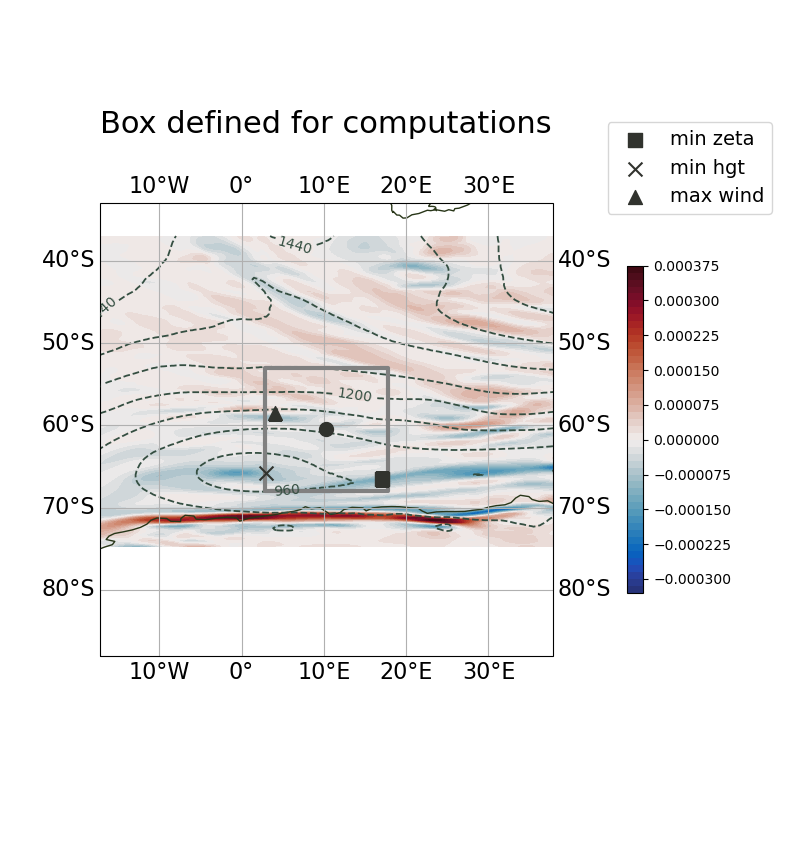 Box defined for computations
min zeta
min hgt
max wind
10°W 0° 10°E 20°E 30°E
1440
40
40°S 40°S
50°S 50°S
1200
60°S 60°S
960
70°S 70°S
80°S 80°S
10°W 0° 10°E 20°E 30°E
0.000375
0.000300
0.000225
0.000150
0.000075
0.000000
−0.000075
−0.000150
−0.000225
−0.000300